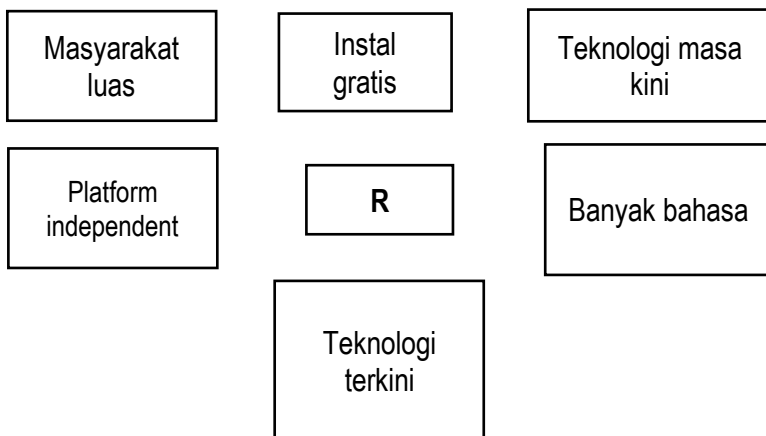 Masyarakat
luas
Instal
gratis
Teknologi masa
kini
Platform
independent
R
Banyak bahasa
Teknologi
terkini